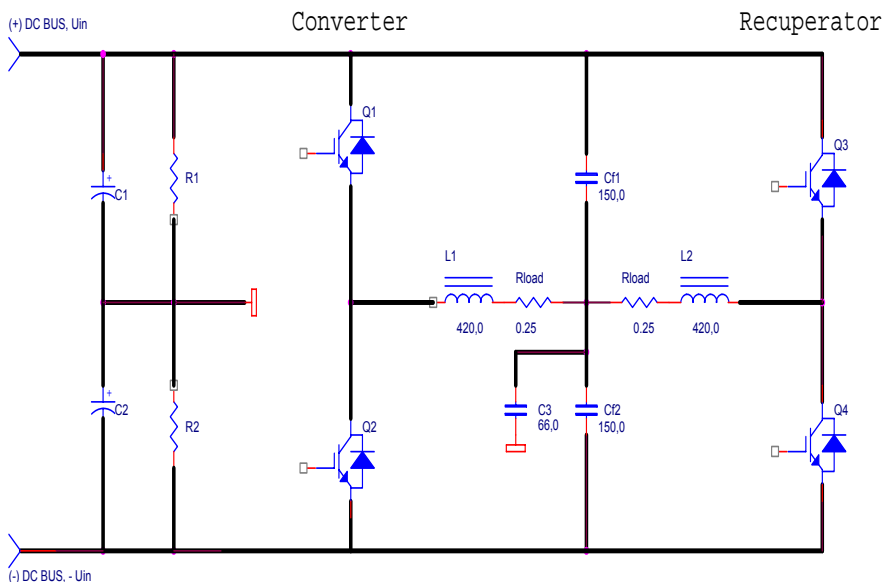 Converter
Recuperator
(+) DC BUS, Uin
Q1
Q3
+
C1
R1
Cf1
150,0
L1
Rload
Rload
L2
420,0
0.25
0.25
420,0
+
C2
R2
Q2
C3
66,0
Cf2
150,0
Q4
(-) DC BUS, - Uin